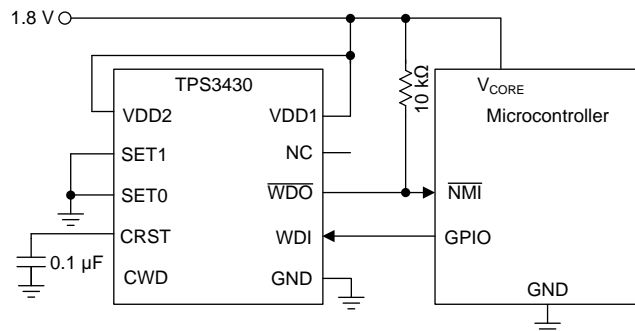 1.8 V
TPS3430
VDD2
VDD1
SET1
NC
SET0
WDO
CRST
WDI
0.1 µF
CWD
GND
10 kΩ
VCORE
Microcontroller
NMI
GPIO
GND